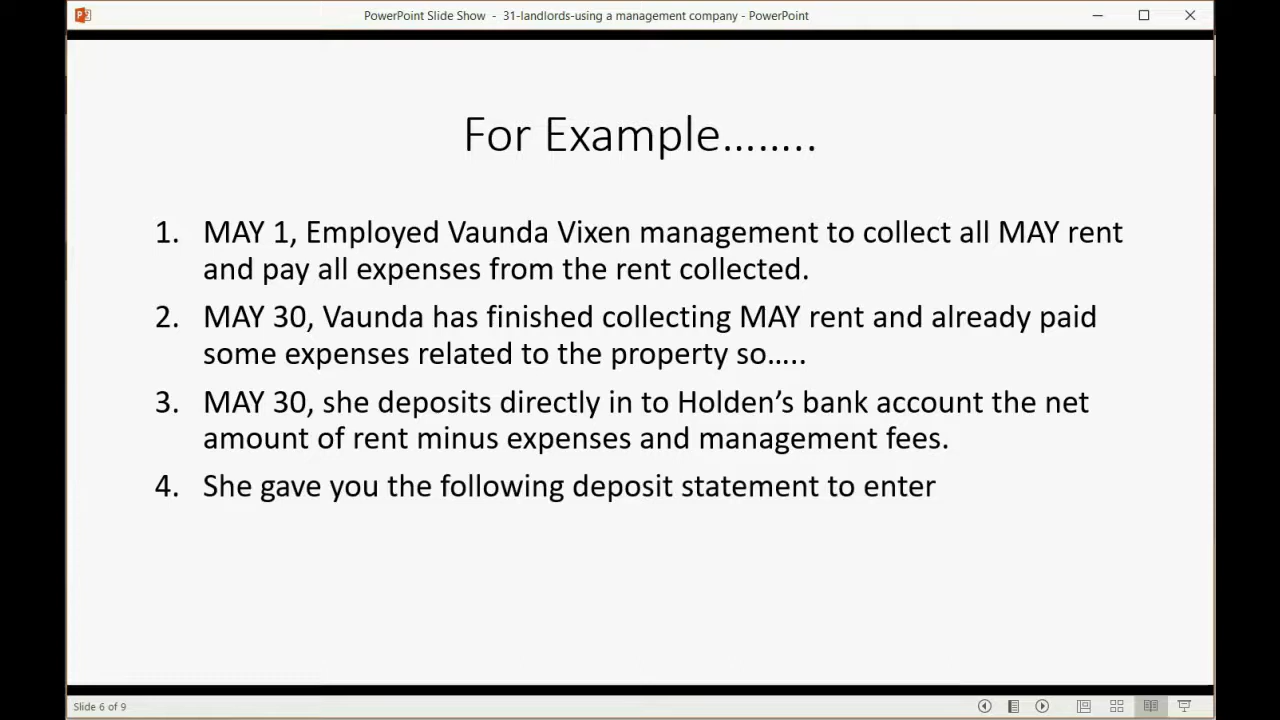 PowerPoint Slide Show - 31-landlords-using a management company - PowerPoint
For Example……..
1. MAY 1, Employed Vaunda Vixen management to collect all MAY rent
and pay all expenses from the rent collected.
2. MAY 30, Vaunda has finished collecting MAY rent and already paid
some expenses related to the property so…..
3. MAY 30, she deposits directly in to Holden’s bank account the net
amount of rent minus expenses and management fees.
4. She gave you the following deposit statement to enter
Slide 6 of 9